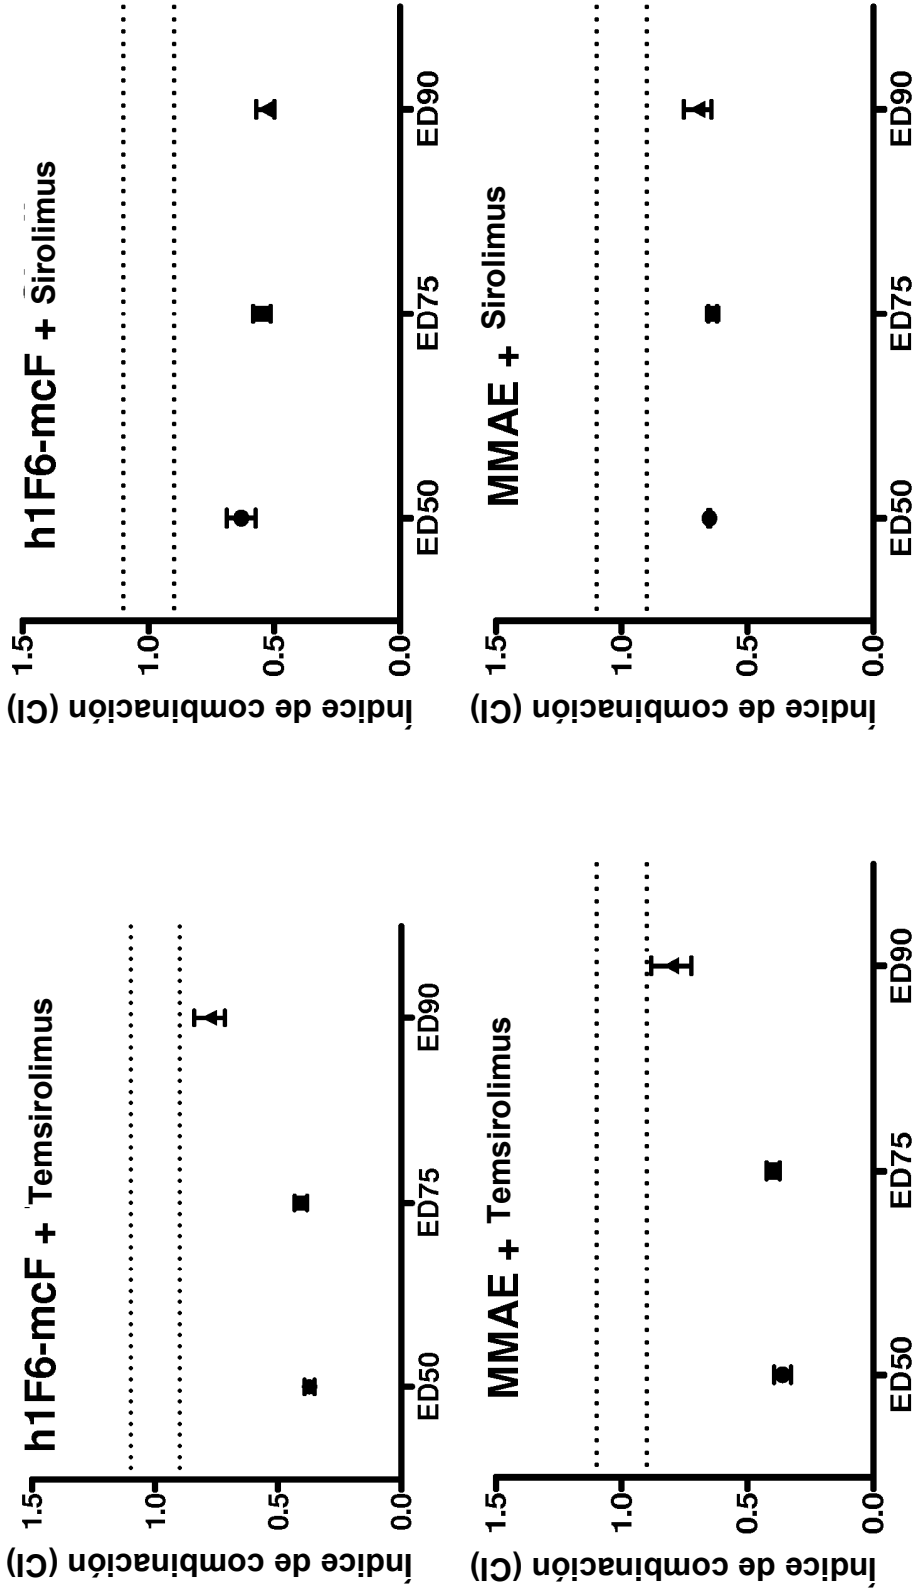 h1F6-mcF + Temsirolimus
Índice de combinación (CI)
1.5
1.0
0.5
0.0
ED50
ED75
ED90
h1F6-mcF + Sirolimus
Índice de combinación (CI)
1.5
1.0
0.5
0.0
ED50
ED75
ED90
MMAE + Temsirolimus
Índice de combinación (CI)
1.5
1.0
0.5
0.0
ED50
ED75
ED90
MMAE + Sirolimus
Índice de combinación (CI)
1.5
1.0
0.5
0.0
ED50
ED75
ED90